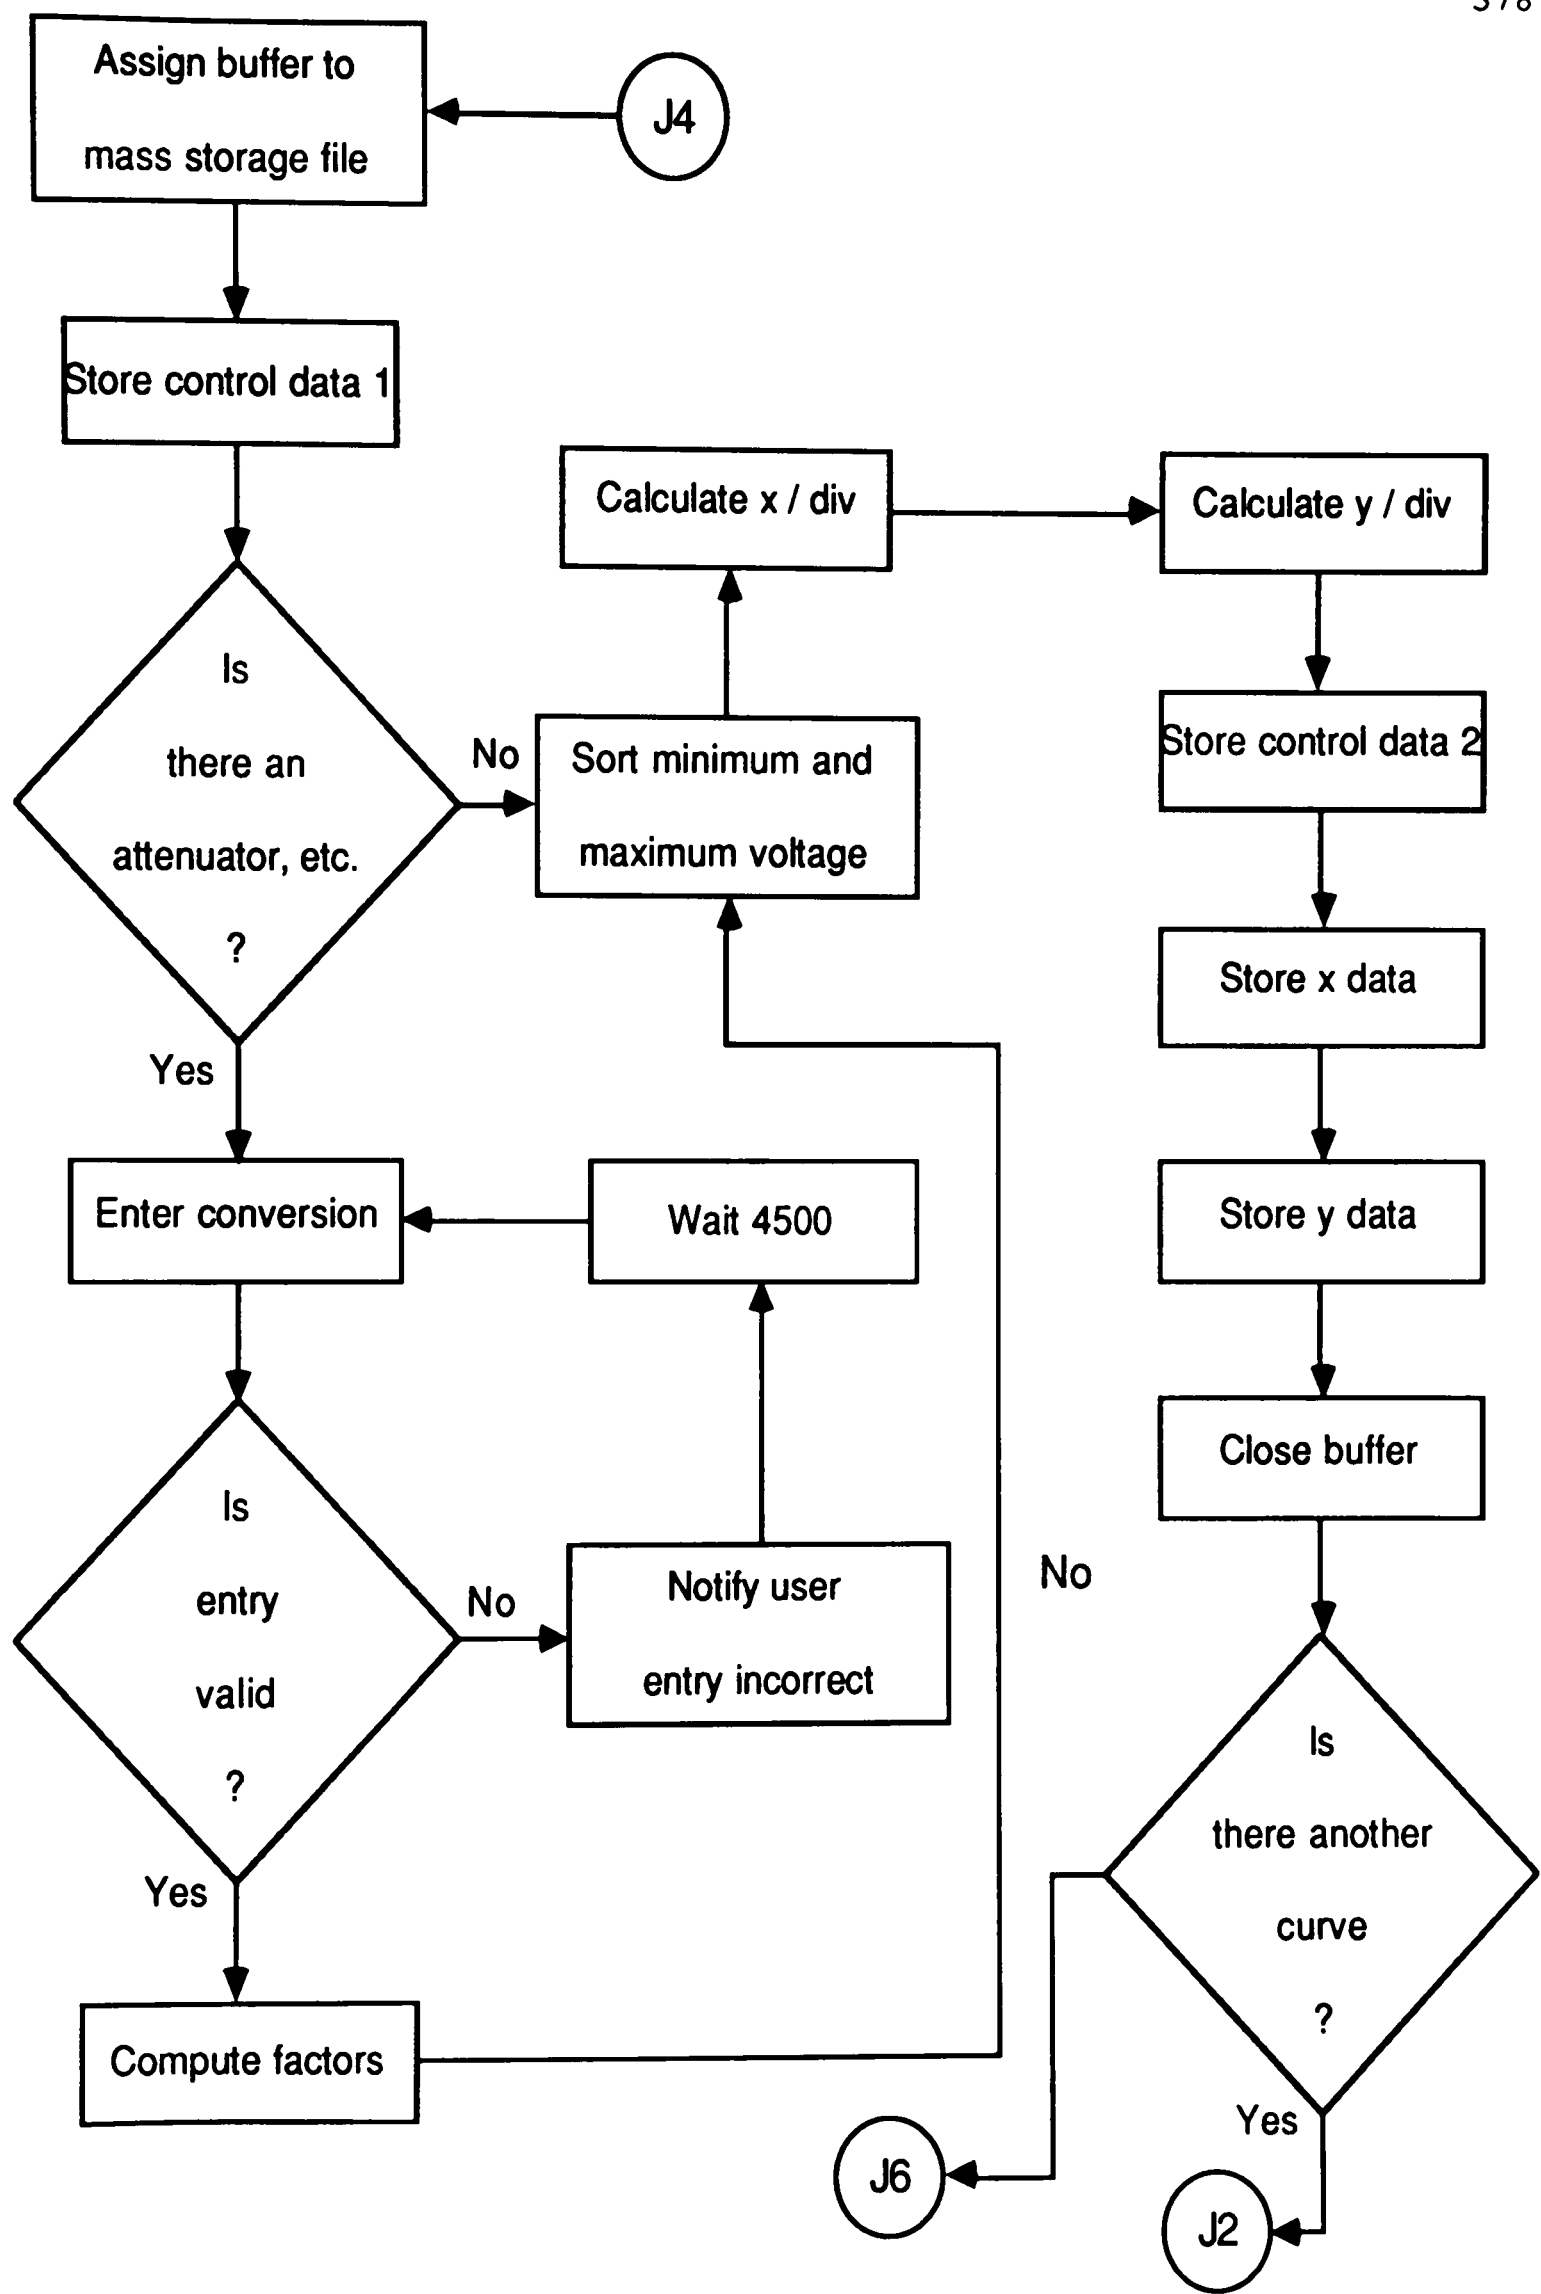 Assign buffer to
mass storage file
J4
Store control data 1
Is
there an
attenuator, etc.
?
No
Yes
Sort minimum and
maximum voltage
Calculate x / div
Calculate y / div
Store control data 2
Store x data
Store y data
Close buffer
Enter conversion
Wait 4500
Is
entry
valid
?
No
Yes
Notify user
entry incorrect
Compute factors
No
Is
there another
curve
?
Yes
J6
J2